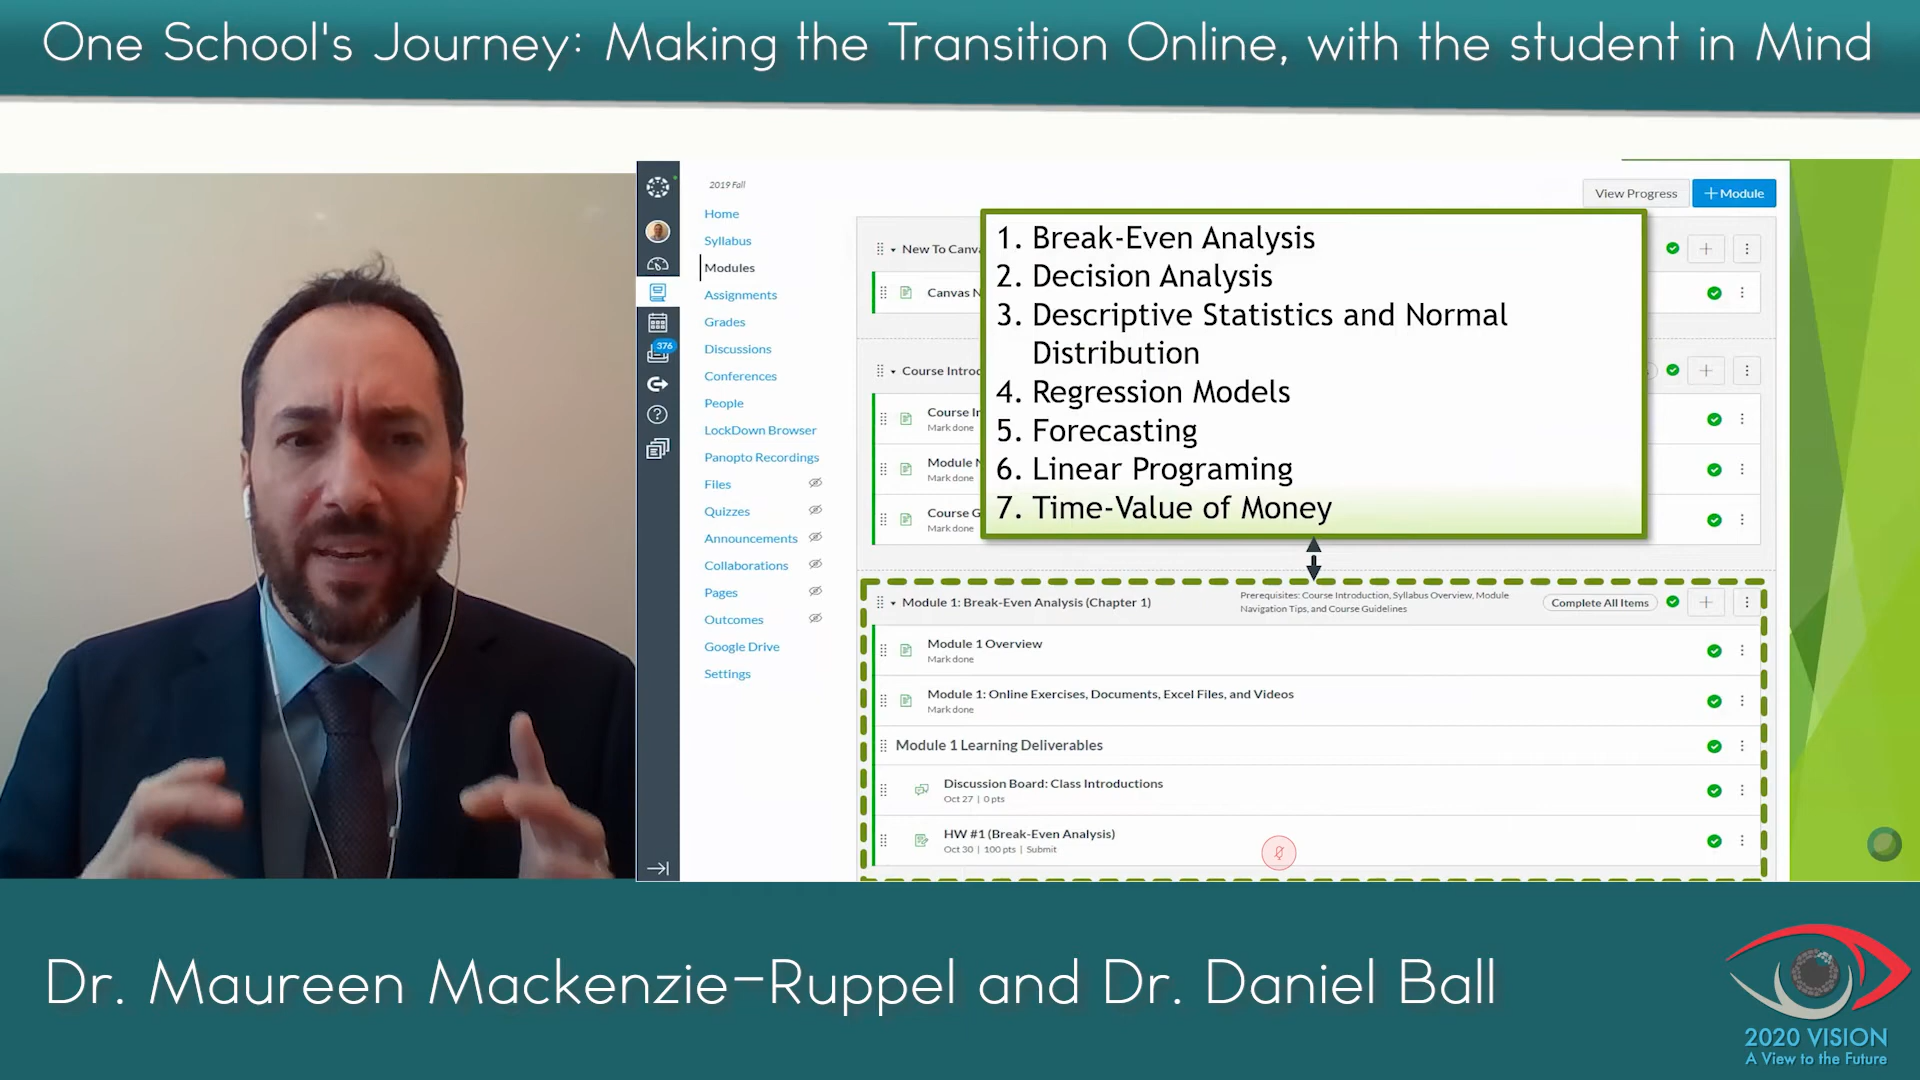 One School's Journey: Making the Transition Online, with the student in Mind
2019 Fall
Home
Syllabus
Modules
Assignments
Grades
Discussions
Conferences
People
LockDown Browser
Panopto Recordings
Files
Quizzes
Announcements
Collaborations
Pages
Outcomes
Google Drive
Settings
376
View Progress
+ Module
New To Canv
Canvas N
Course Introd
Course In
Mark done
Module N
Mark done
Course G
Mark done
1. Break-Even Analysis
2. Decision Analysis
3. Descriptive Statistics and Normal
Distribution
4. Regression Models
5. Forecasting
6. Linear Programing
7. Time-Value of Money
Module 1: Break-Even Analysis (Chapter 1)
Prerequisites: Course Introduction, Syllabus Overview, Module
Navigation Tips, and Course Guidelines
Complete All Items
Module 1 Overview
Mark done
Module 1: Online Exercises, Documents, Excel Files, and Videos
Mark done
Module 1 Learning Deliverables
Discussion Board: Class Introductions
Oct 27 | 0 pts
HW #1 (Break-Even Analysis)
Oct 30 | 100 pts | Submit
Dr. Maureen Mackenzie-Ruppel and Dr. Daniel Ball
2020 VISION
A View to the Future